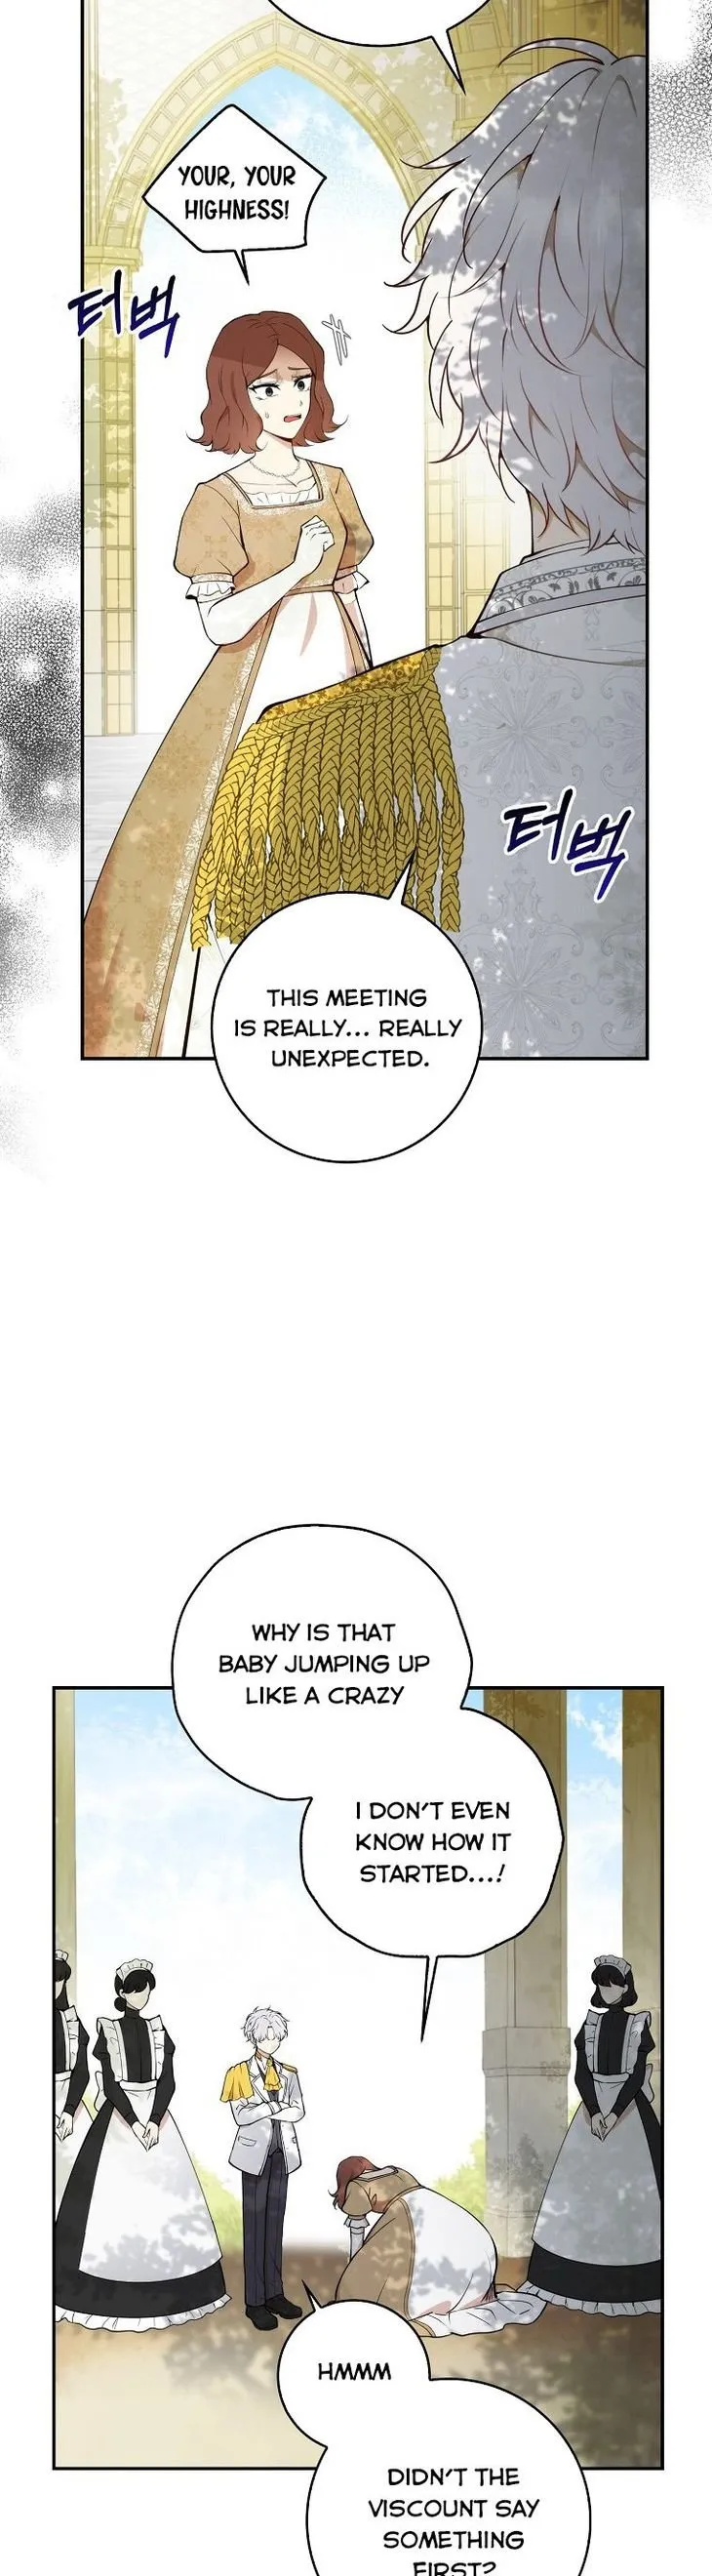 YOUR, YOUR
HIGHNESS!
터벅
터벅
THIS MEETING
IS REALLY... REALLY
UNEXPECTED.
WHY IS THAT
BABY JUMPING UP
LIKE A CRAZY
I DON'T EVEN
KNOW HOW IT
STARTED...!
HMMM
DIDN'T THE
VISCOUNT SAY
SOMETHING
FIRST?